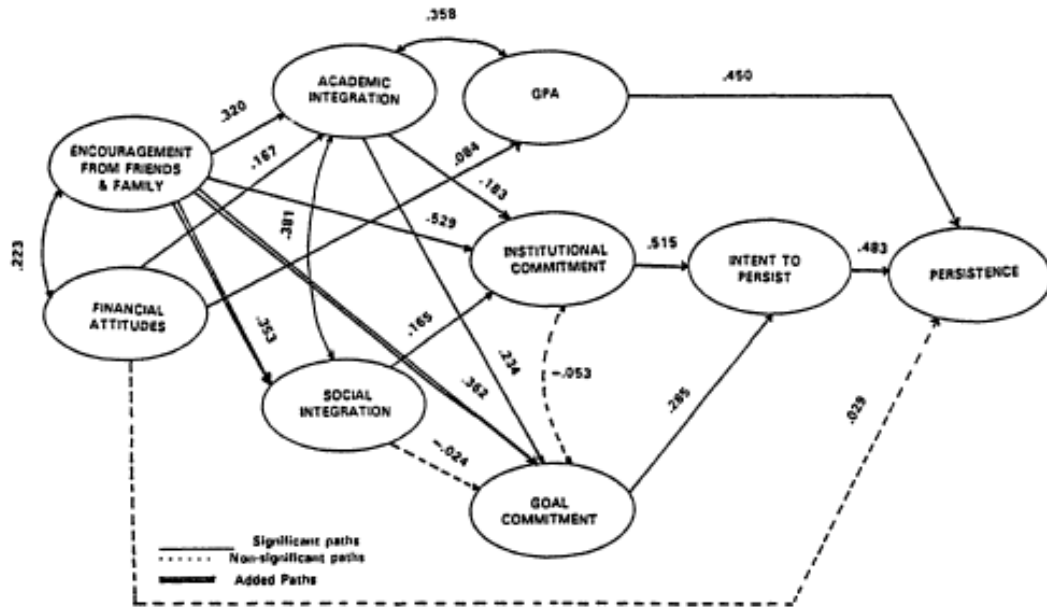 .358
ACADEMIC
INTEGRATION
GPA
.450
.320
ENCOURAGEMENT
FROM FRIENDS
& FAMILY
.167
.084
.183
.223
.381
.529
INSTITUTIONAL
COMMITMENT
.515
INTENT TO
PERSIST
.483
PERSISTENCE
FINANCIAL
ATTITUDES
.353
.165
.234
-.053
SOCIAL
INTEGRATION
.362
.285
.029
-.024
GOAL
COMMITMENT
Significant paths
Non-significant paths
Added Paths